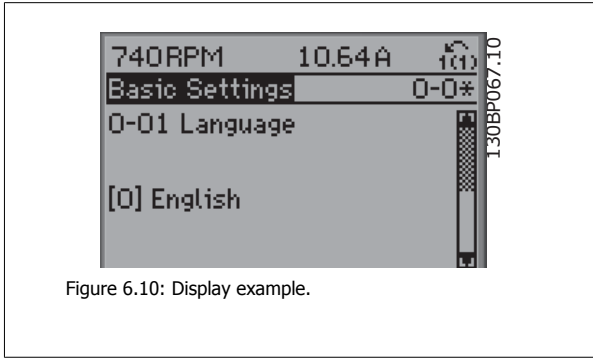 740RPM 10.64A 1(1)
Basic Settings 0-0*
0-01 Language
[0] English
130BP067.10
Figure 6.10: Display example.